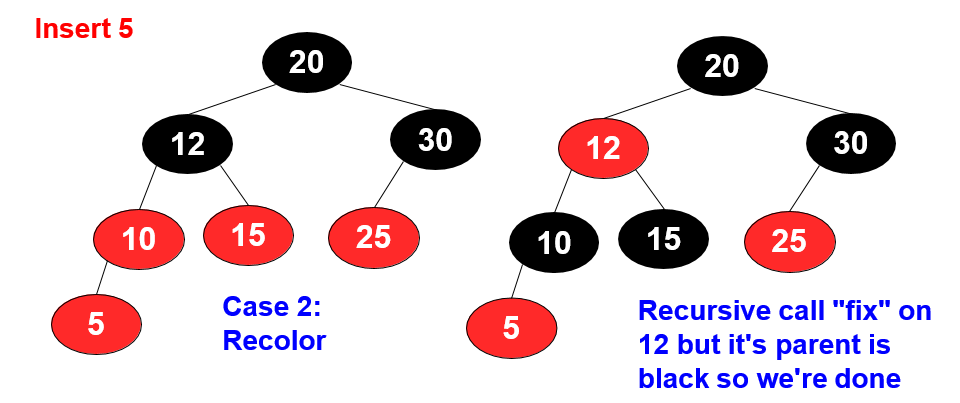 Insert 5
20
12
30
10
15
25
5
Case 2:
Recolor
20
12
30
10
15
25
5
Recursive call "fix" on
12 but it's parent is
black so we're done